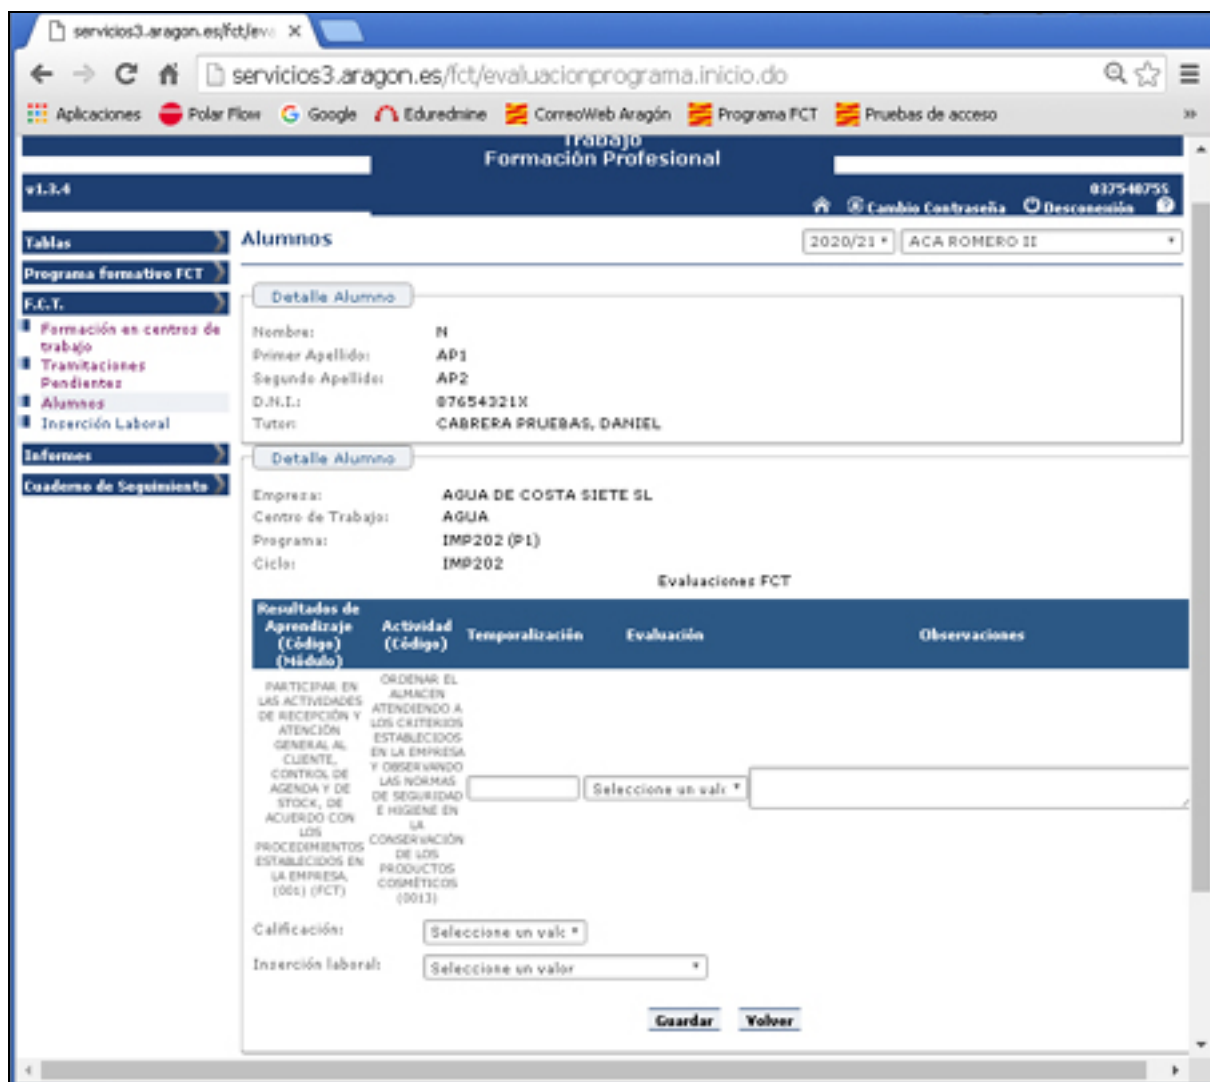 servicios3.aragon.es/fct/eva
servicios3.aragon.es/fct/evaluacionprograma.inicio.do
Aplicaciones Polar Flow Google Eduredmine CorreoWeb Aragón Programa FCT Pruebas de acceso »
Trabajo
Formación Profesional
v1.3.4
03754075S
Cambio Contraseña Desconexión
Tablas
Programa formativo FCT
F.C.T.
Formación en centros de
trabajo
Tramitaciones
Pendientes
Alumnos
Inserción Laboral
Informes
Cuaderno de Seguimiento
Alumnos 2020/21 ACA ROMERO II
Detalle Alumno
Nombre: N
Primer Apellido: AP1
Segundo Apellido: AP2
D.N.I.: 87654321X
Tutor: CABRERA PRUEBAS, DANIEL
Detalle Alumno
Empresa: AGUA DE COSTA SIETE SL
Centro de Trabajo: AGUA
Programa: IMP202 (P1)
Ciclo: IMP202
Evaluaciones FCT
Resultados de
Aprendizaje
(Código)
(Módulo)
Actividad
(Código)
Temporalización
Evaluación
Observaciones
PARTICIPAR EN
LAS ACTIVIDADES
DE RECEPCIÓN Y
ATENCIÓN
GENERAL AL
CLIENTE,
CONTROL DE
AGENDA Y DE
STOCK, DE
ACUERDO CON
LOS
PROCEDIMIENTOS
ESTABLECIDOS EN
LA EMPRESA.
(001) (FCT)
ORDENAR EL
ALMACEN
ATENDIENDO A
LOS CRITERIOS
ESTABLECIDOS
EN LA EMPRESA
Y OBSERVANDO
LAS NORMAS
DE SEGURIDAD
E HIGIENE EN
LA
CONSERVACIÓN
DE LOS
PRODUCTOS
COSMÉTICOS
(0013)
Seleccione un valo
Calificación: Seleccione un valo
Inserción laboral: Seleccione un valor
Guardar Volver